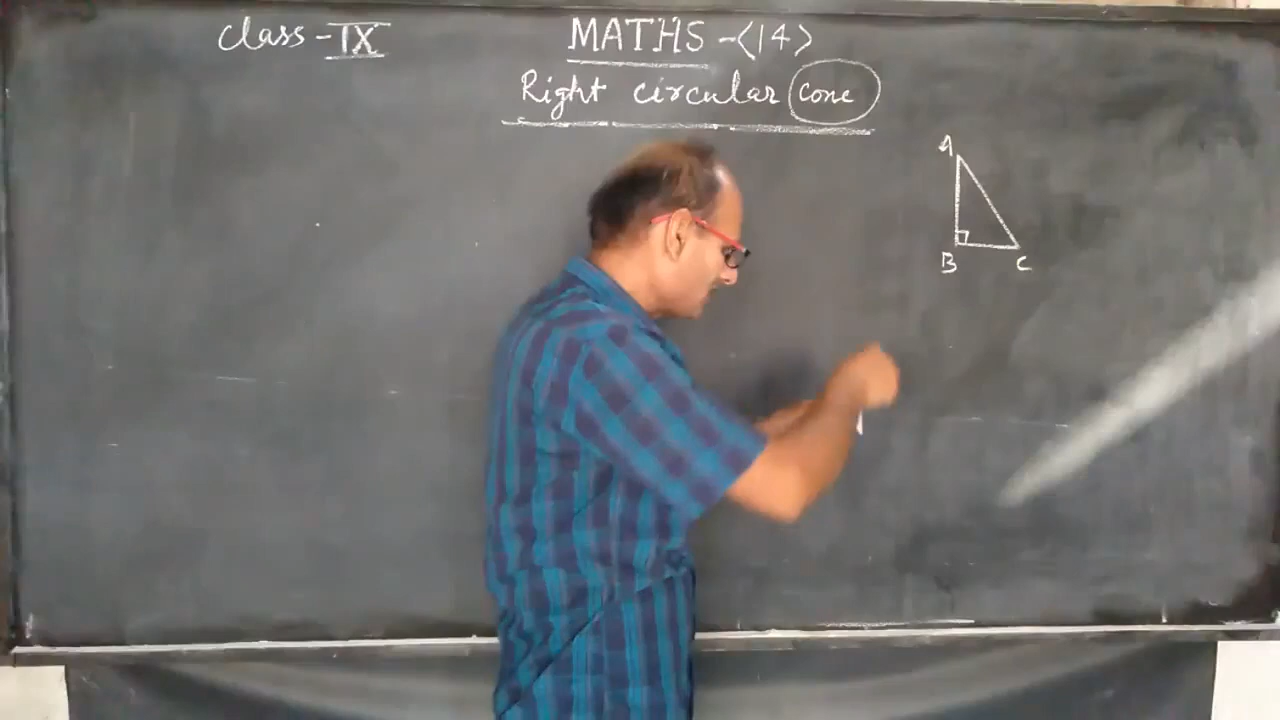 class - IX
MATHS - <14>
Right circular cone
A
B
C